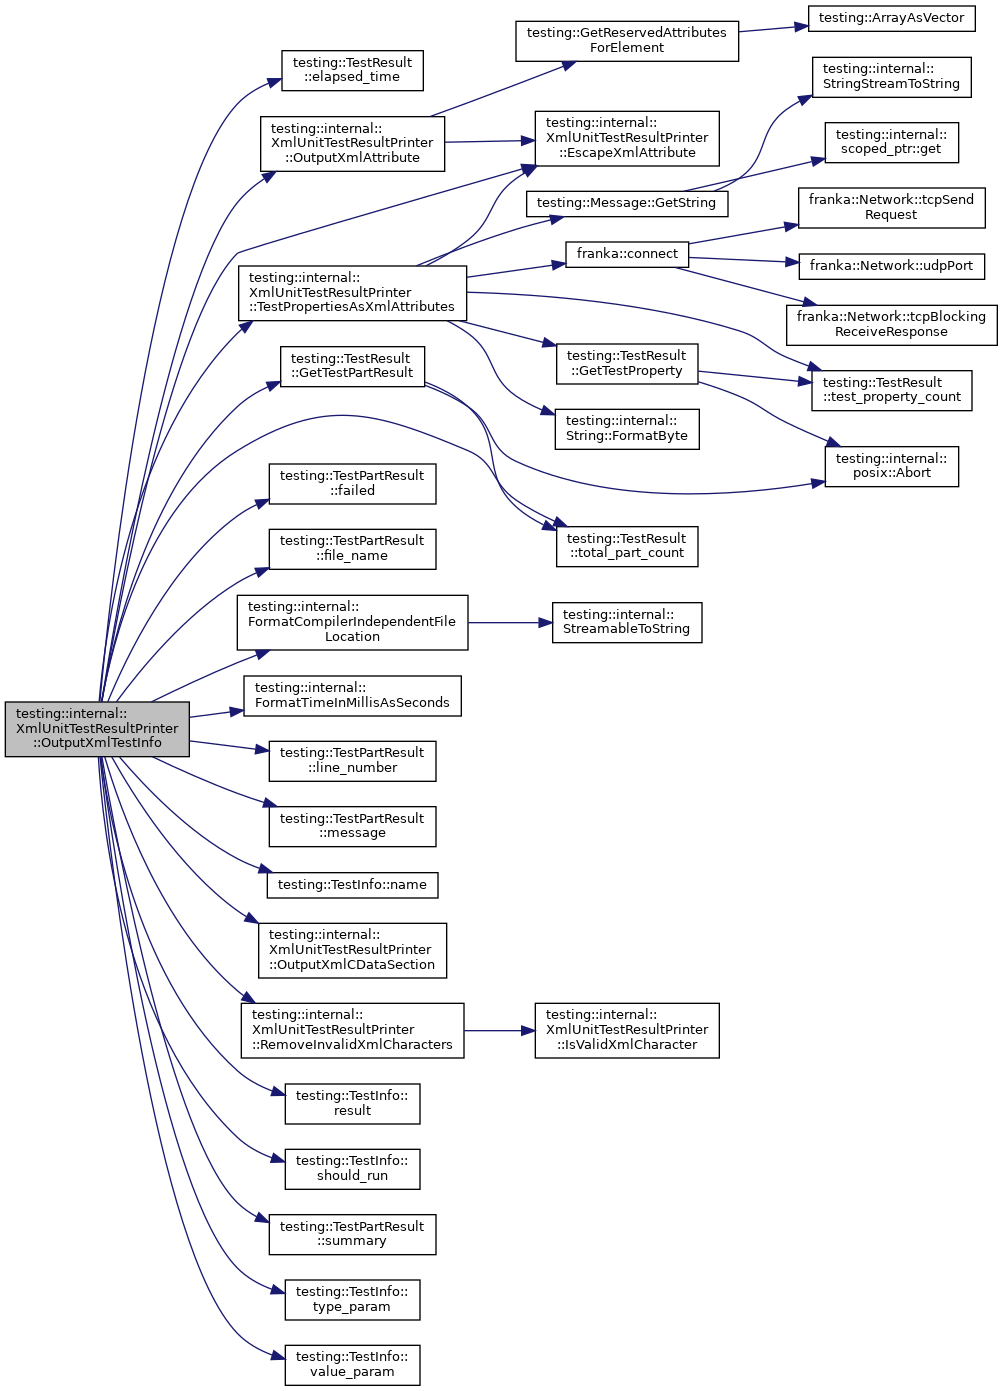 testing::ArrayAsVector
testing::GetReservedAttributes
ForElement
testing::TestResult
::elapsed_time
testing::internal::
StringStreamToString
testing::internal::
XmlUnitTestResultPrinter
::OutputXmlAttribute
testing::internal::
XmlUnitTestResultPrinter
::EscapeXmlAttribute
testing::internal::
scoped_ptr::get
testing::Message::GetString
franka::Network::tcpSend
Request
franka::connect
franka::Network::udpPort
testing::internal::
XmlUnitTestResultPrinter
::TestPropertiesAsXmlAttributes
franka::Network::tcpBlocking
ReceiveResponse
testing::TestResult
::GetTestPartResult
testing::TestResult
::GetTestProperty
testing::TestResult
::test_property_count
testing::internal::
String::FormatByte
testing::internal::
posix::Abort
testing::TestPartResult
::failed
testing::TestPartResult
::file_name
testing::TestResult
::total_part_count
testing::internal::
FormatCompilerIndependentFile
Location
testing::internal::
StreamableToString
testing::internal::
FormatTimeInMillisAsSeconds
testing::internal::
XmlUnitTestResultPrinter
::OutputXmlTestInfo
testing::TestPartResult
::line_number
testing::TestPartResult
::message
testing::TestInfo::name
testing::internal::
XmlUnitTestResultPrinter
::OutputXmlCDataSection
testing::internal::
XmlUnitTestResultPrinter
::RemoveInvalidXmlCharacters
testing::internal::
XmlUnitTestResultPrinter
::IsValidXmlCharacter
testing::TestInfo::
result
testing::TestInfo::
should_run
testing::TestPartResult
::summary
testing::TestInfo::
type_param
testing::TestInfo::
value_param